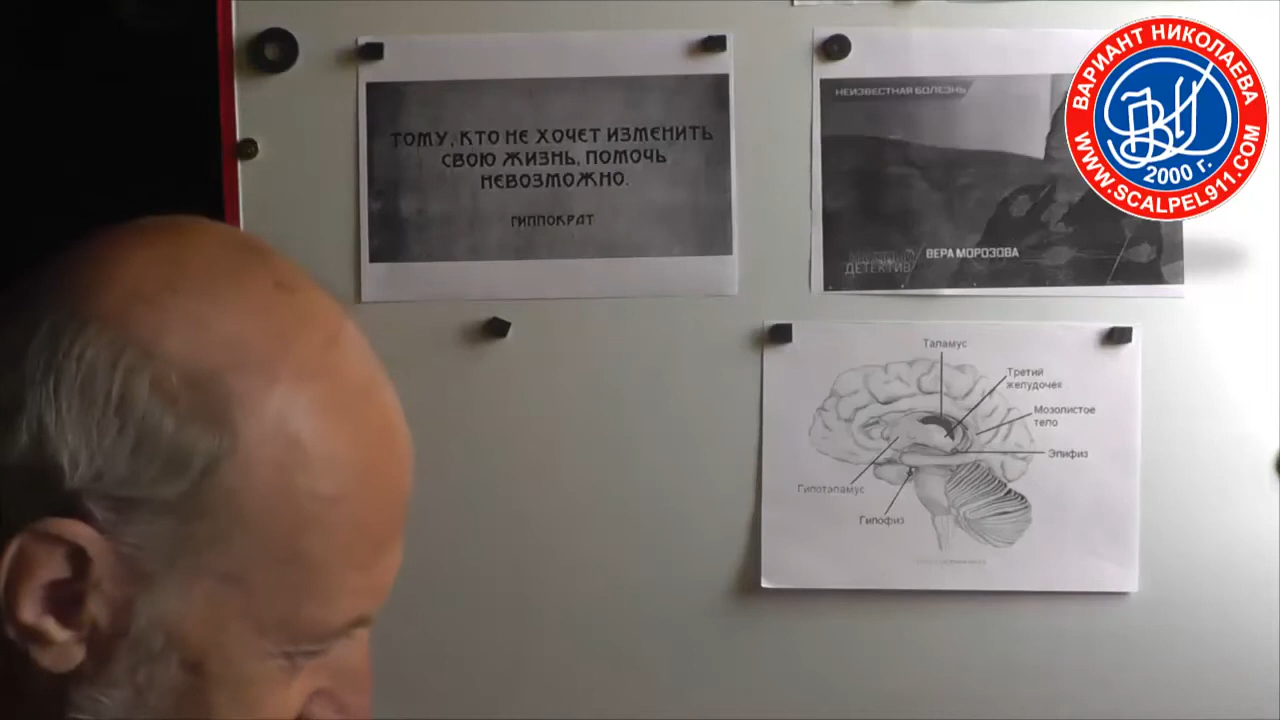 ТОМУ, КТО НЕ ХОЧЕТ ИЗМЕНИТЬ
СВОЮ ЖИЗНЬ, ПОМОЧЬ
НЕВОЗМОЖНО.
ГИППОКРАТ
НЕИЗВЕСТНАЯ БОЛЕЗНЬ
ДЕТЕКТИВ
ВЕРА МОРОЗОВА
ВАРИАНТ НИКОЛАЕВА
2000 г.
WWW.SCALPEL911.COM
Таламус
Третий
желудочек
Мозолистое
тело
Эпифиз
Гипоталамус
Гипофиз